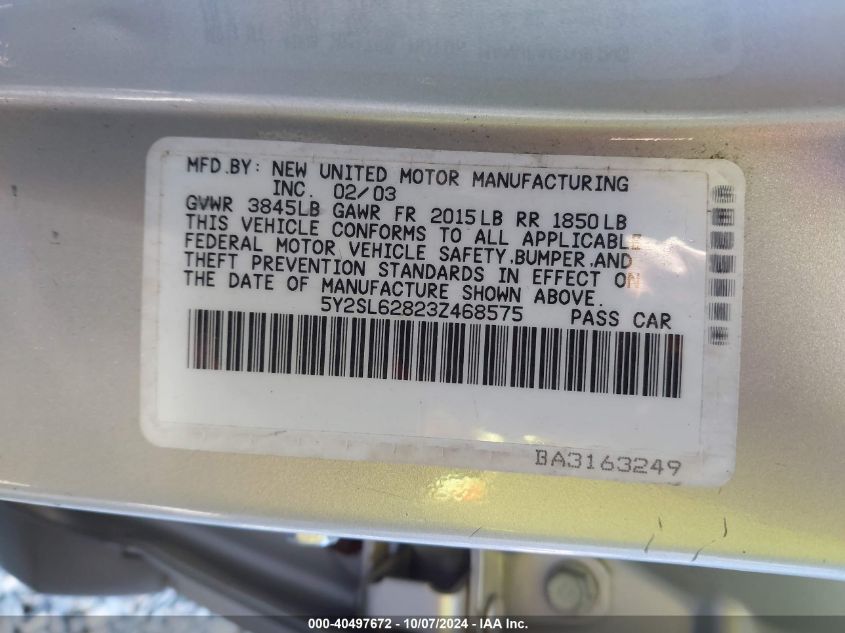 MFD.BY: NEW UNITED MOTOR MANUFACTURING
INC. 02/03
GVWR 3845LB GAWR FR 2015LB RR 1850LB
THIS VEHICLE CONFORMS TO ALL APPLICABLE
FEDERAL MOTOR VEHICLE SAFETY,BUMPER,AND
THEFT PREVENTION STANDARDS IN EFFECT ON
THE DATE OF MANUFACTURE SHOWN ABOVE.
5Y2SL62823Z468575 PASS CAR
BA3163249
000-40497672 - 10/07/2024 - IAA Inc.